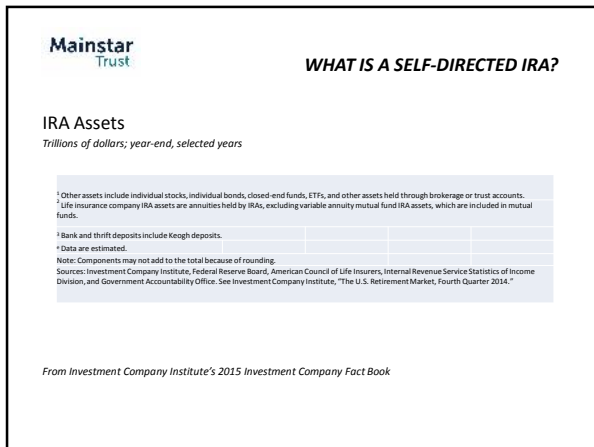 Mainstar
Trust
WHAT IS A SELF-DIRECTED IRA?
IRA Assets
Trillions of dollars; year-end, selected years
¹ Other assets include individual stocks, individual bonds, closed-end funds, ETFs, and other assets held through brokerage or trust accounts.
² Life insurance company IRA assets are annuities held by IRAs, excluding variable annuity mutual fund IRA assets, which are included in mutual
funds.
³ Bank and thrift deposits include Keogh deposits.
ᵉ Data are estimated.
Note: Components may not add to the total because of rounding.
Sources: Investment Company Institute, Federal Reserve Board, American Council of Life Insurers, Internal Revenue Service Statistics of Income
Division, and Government Accountability Office. See Investment Company Institute, “The U.S. Retirement Market, Fourth Quarter 2014.”
From Investment Company Institute’s 2015 Investment Company Fact Book